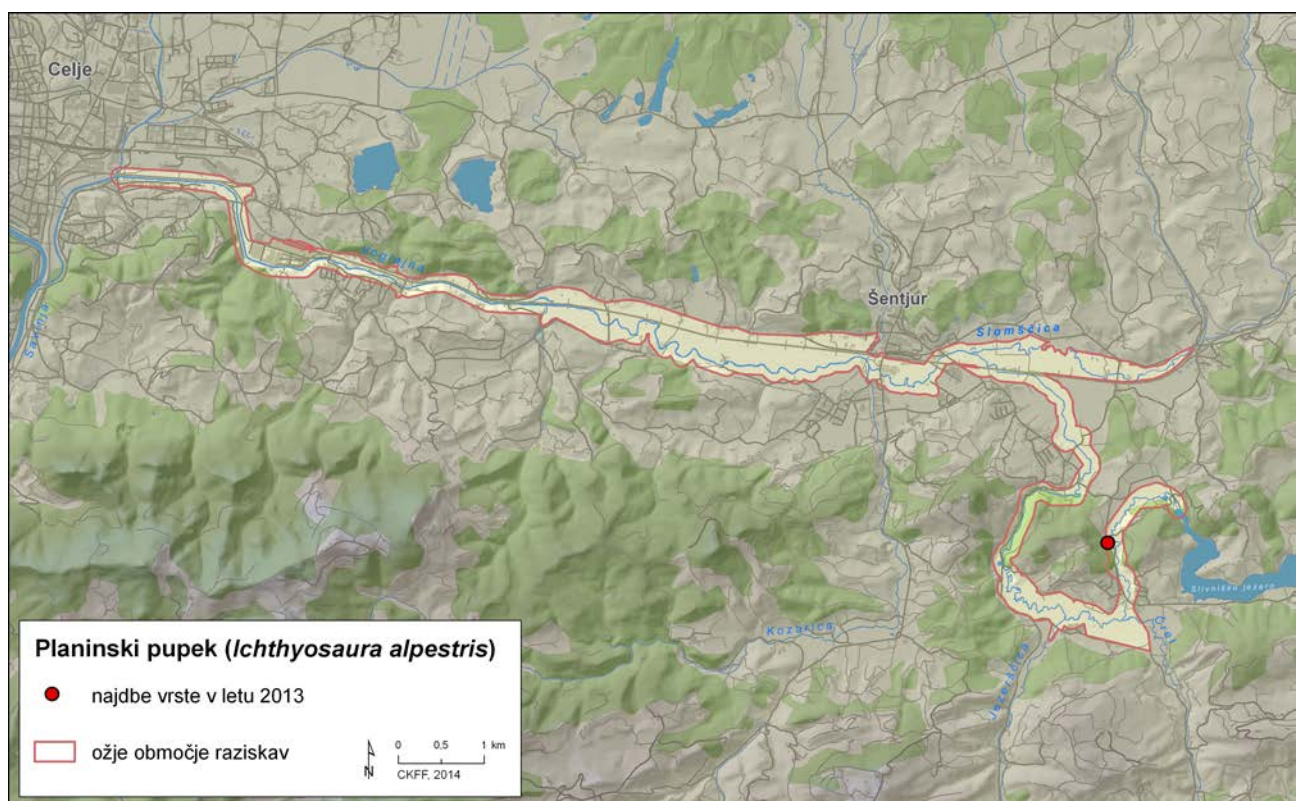 Celje
Voglajna
Savinja
Šentjur
Slomščica
Slivniško jezero
Kozarica
Jezerščica
Čret
Planinski pupek (Ichthyosaura alpestris)
najdbe vrste v letu 2013
ožje območje raziskav
N
0 0,5 1 km
CKFF, 2014